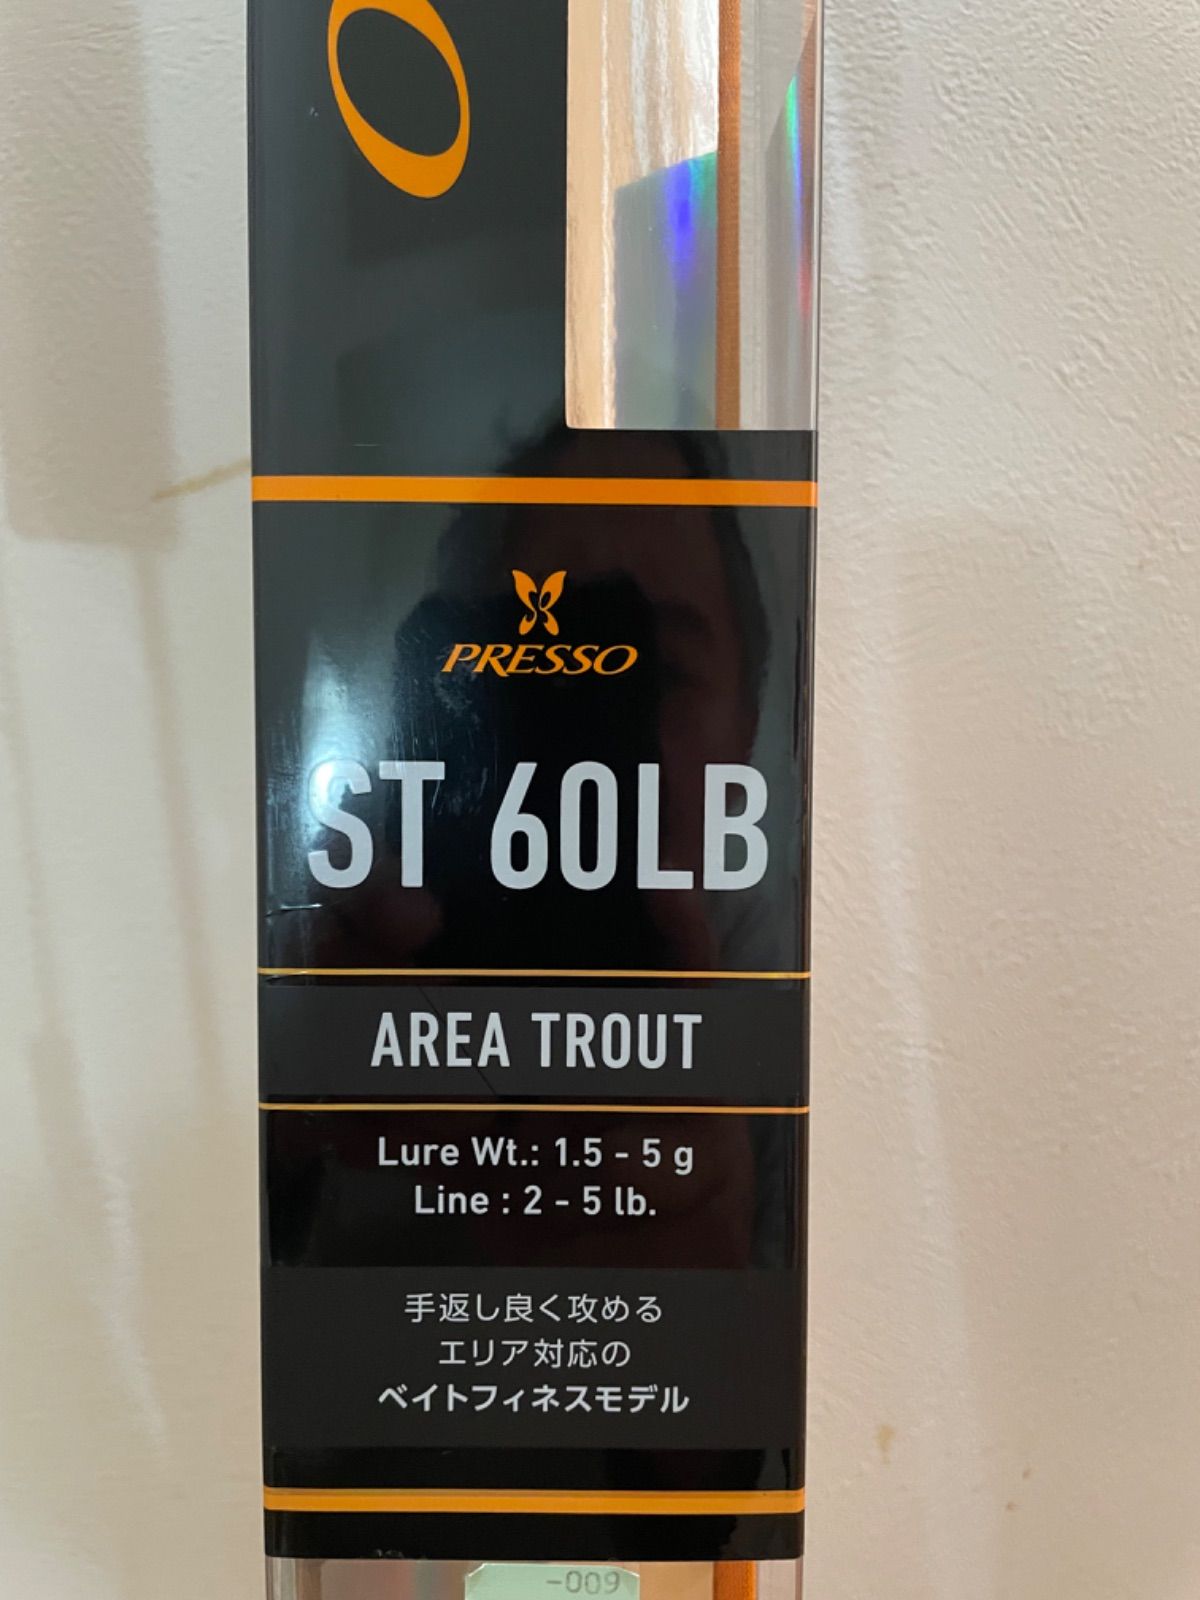 O
PRESSO
ST 60LB
AREA TROUT
Lure Wt.: 1.5 - 5 g
Line : 2 - 5 lb.
手返し良く攻める
エリア対応の
ベイトフィネスモデル
-009